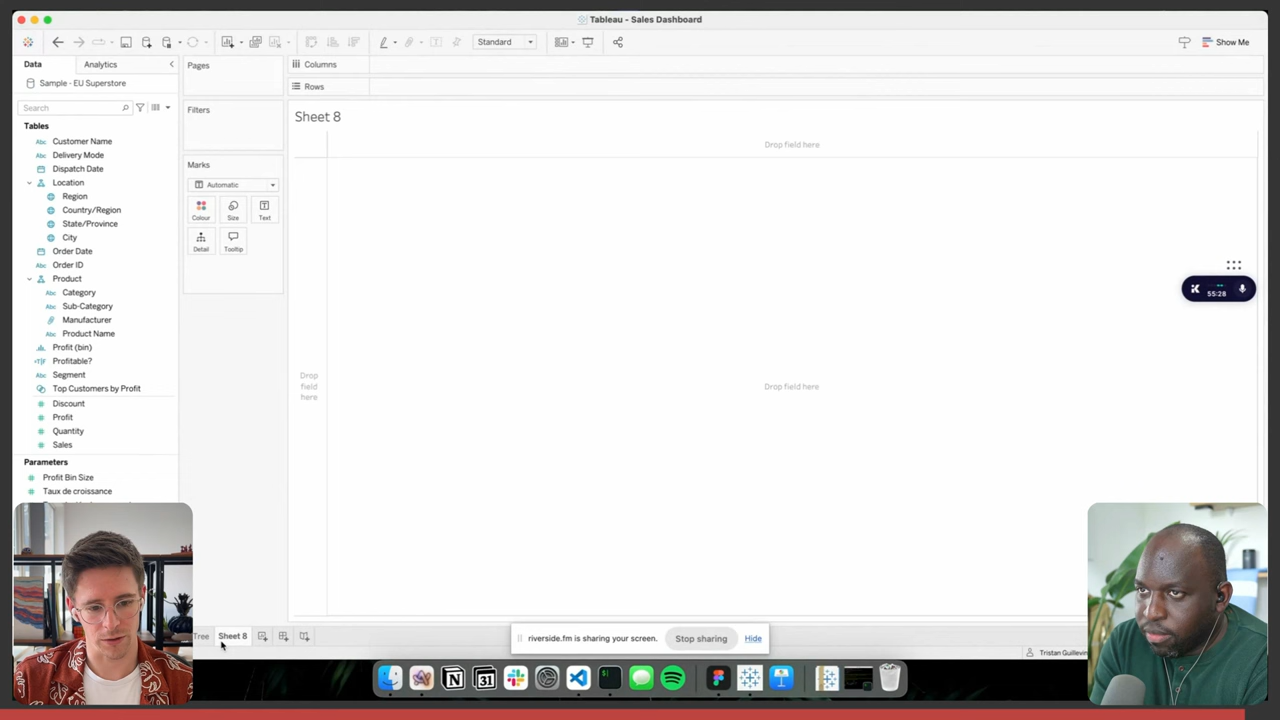 Tableau - Sales Dashboard
Standard
Show Me
Data
Analytics
Pages
Columns
Sample - EU Superstore
Rows
Search
Filters
Sheet 8
Tables
Customer Name
Drop field here
Delivery Mode
Dispatch Date
Marks
Location
Automatic
Region
Country/Region
Colour
Size
Text
State/Province
City
Detail
Tooltip
Order Date
Order ID
Product
Category
Sub-Category
Manufacturer
Product Name
Profit (bin)
Profitable?
Segment
Top Customers by Profit
Discount
Profit
Quantity
Sales
Drop
field
here
Drop field here
55:28
Parameters
Profit Bin Size
Taux de croissance
Tree
Sheet 8
riverside.fm is sharing your screen.
Stop sharing
Hide